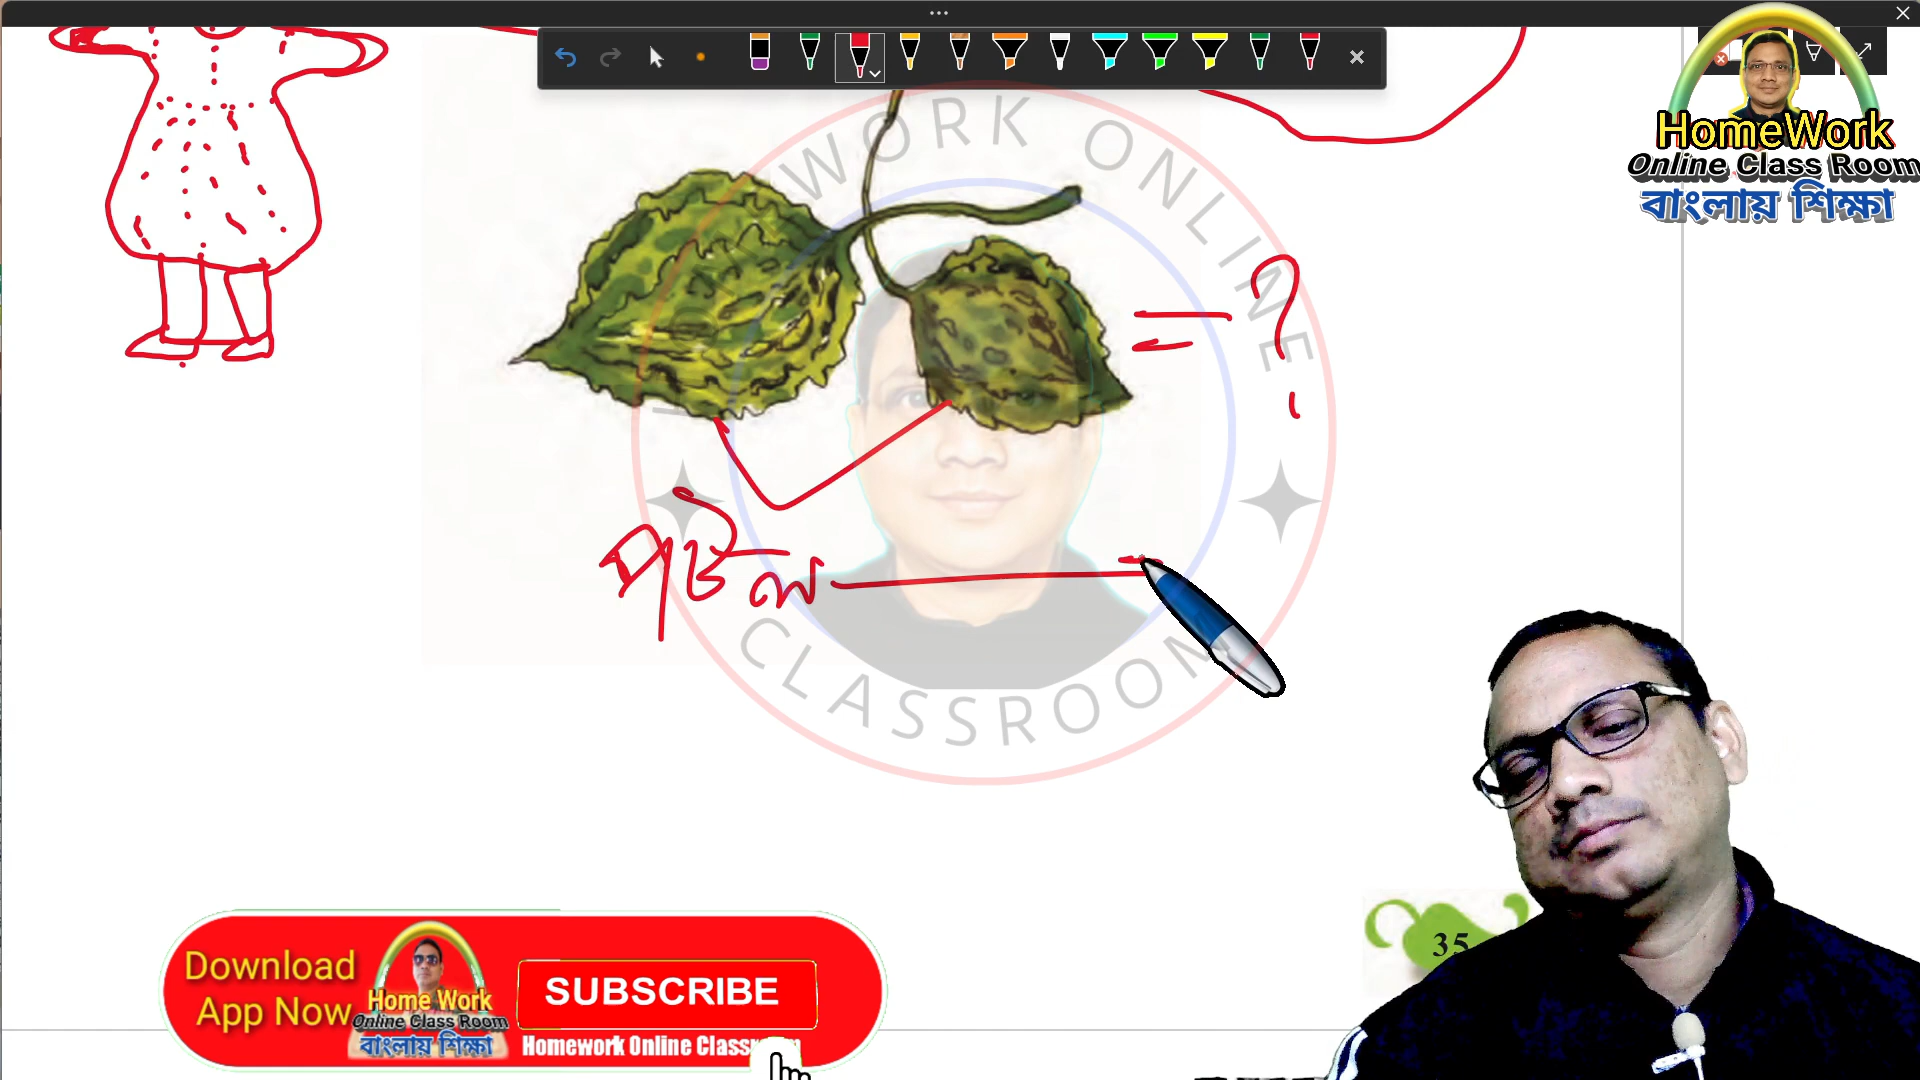 HomeWork
Online Class Room
বাংলায় শিক্ষা
WORK ONLINE
= ?
পটল
CLASSROOM
35
Download
App Now
Home Work
Online Class Room
বাংলায় শিক্ষা
SUBSCRIBE
Homework Online Classroom